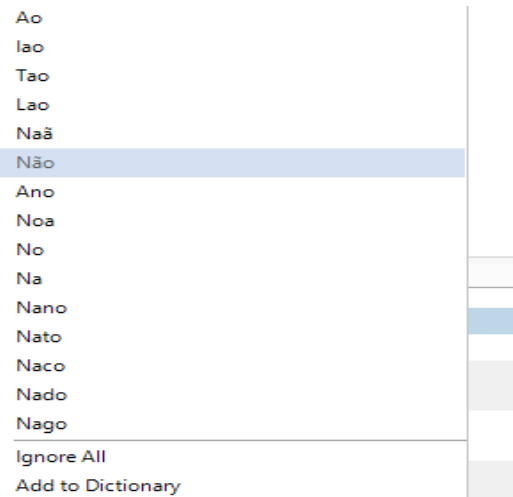 Ao
Iao
Tao
Lao
Naã
Não
Ano
Noa
No
Na
Nano
Nato
Naco
Nado
Nago
Ignore All
Add to Dictionary